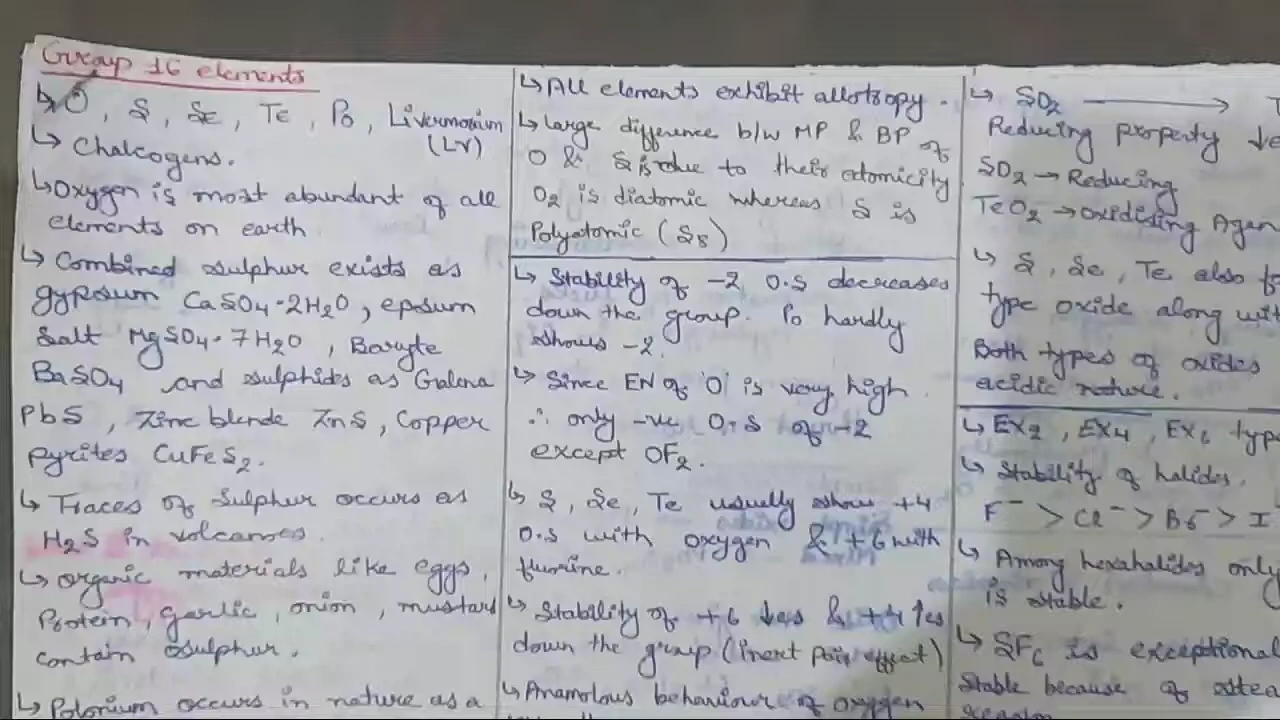 Group 16 elements
↳ O, S, Se, Te, Po, Livermorium
(Lv)
↳ Chalcogens.
↳ Oxygen is most abundant of all
elements on earth
↳ Combined sulphur exists as
gypsum CaSO4·2H2O, epsum
salt MgSO4·7H2O, Baryte
BaSO4 and sulphids as Galena
PbS, Zinc blende ZnS, Copper
pyrites CuFeS2.
↳ Traces of Sulphur occurs as
H2S in volcanoes.
↳ Organic materials like eggs,
Protein, garlic, onion, mustard
contain sulphur.
↳ Polonium occurs in nature as a
↳ All elements exhibit allotropy.
↳ Large difference b/w MP & BP of
O & S is due to their atomicity
O2 is diatomic whereas S is
Polyatomic (S8)
↳ Stability of -2 O.S decreases
down the group. Po hardly
shows -2.
↳ Since EN of 'O' is very high
∴ only -ve O.S of -2
except OF2.
↳ S, Se, Te usually show +4
O.S with oxygen & +6 with
fluorine.
↳ Stability of +6 ↓es & +4 ↑es
down the group (inert pair effect)
↳ Anamolous behaviour of oxygen
↳ SO2 ⟶ T
Reducing property de
SO2 → Reducing
TeO2 → oxidising Agen
↳ S, Se, Te also fo
type oxide along wit
Both types of oxides
acidic nature.
↳ EX2, EX4, EX6 typ
↳ Stability of halides.
F⁻ > Cl⁻ > Br⁻ > I
↳ Among hexahalides only
is stable.
↳ SF6 is exceptional
Stable because of stea